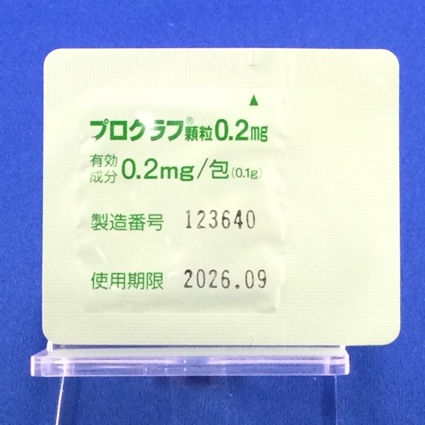 プログラフ®顆粒0.2mg
有効成分 0.2mg/包(0.1g)
製造番号 123640
使用期限 2026.09